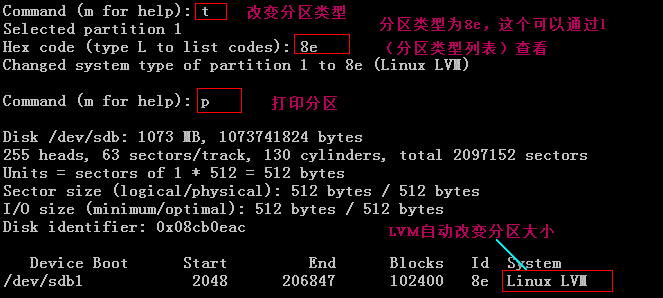 Command (m for help): t 改变分区类型
Selected partition 1 分区类型为8e，这个可以通过l
Hex code (type L to list codes): 8e （分区类型列表）查看
Changed system type of partition 1 to 8e (Linux LVM)
Command (m for help): p 打印分区
Disk /dev/sdb: 1073 MB, 1073741824 bytes
255 heads, 63 sectors/track, 130 cylinders, total 2097152 sectors
Units = sectors of 1 * 512 = 512 bytes
Sector size (logical/physical): 512 bytes / 512 bytes
I/O size (minimum/optimal): 512 bytes / 512 bytes
Disk identifier: 0x08cb0eac
LVM自动改变分区大小
Device Boot Start End Blocks Id System
/dev/sdb1 2048 206847 102400 8e Linux LVM